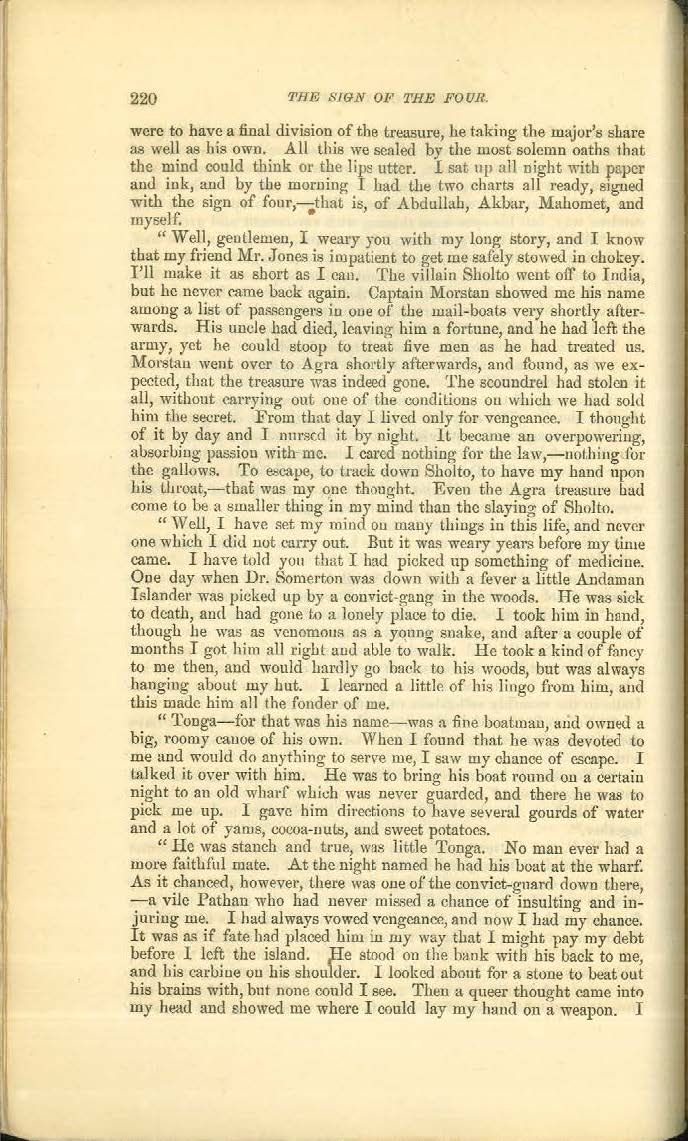 220
THE SIGN OF THE FOUR.
were to have a final division of the treasure, he taking the major's share
as well as his own. All this we sealed by the most solemn oaths that
the mind could think or the lips utter. I sat up all night with paper
and ink, and by the morning I had the two charts all ready, signed
with the sign of four,—that is, of Abdullah, Akbar, Mahomet, and
myself.
“ Well, gentlemen, I weary you with my long story, and I know
that my friend Mr. Jones is impatient to get me safely stowed in chokey.
I'll make it as short as I can. The villain Sholto went off to India,
but he never came back again. Captain Morstan showed me his name
among a list of passengers in one of the mail-boats very shortly after-
wards. His uncle had died, leaving him a fortune, and he had left the
army, yet he could stoop to treat five men as he had treated us.
Morstan went over to Agra shortly afterwards, and found, as we ex-
pected, that the treasure was indeed gone. The scoundrel had stolen it
all, without carrying out one of the conditions on which we had sold
him the secret. From that day I lived only for vengeance. I thought
of it by day and I nursed it by night. It became an overpowering,
absorbing passion with me. I cared nothing for the law,—nothing for
the gallows. To escape, to track down Sholto, to have my hand upon
his throat,—that was my one thought. Even the Agra treasure had
come to be a smaller thing in my mind than the slaying of Sholto.
“ Well, I have set my mind on many things in this life, and never
one which I did not carry out. But it was weary years before my time
came. I have told you that I had picked up something of medicine.
One day when Dr. Somerton was down with a fever a little Andaman
Islander was picked up by a convict-gang in the woods. He was sick
to death, and had gone to a lonely place to die. I took him in hand,
though he was as venomous as a young snake, and after a couple of
months I got him all right and able to walk. He took a kind of fancy
to me then, and would hardly go back to his woods, but was always
hanging about my hut. I learned a little of his lingo from him, and
this made him all the fonder of me.
“ Tonga—for that was his name—was a fine boatman, and owned a
big, roomy canoe of his own. When I found that he was devoted to
me and would do anything to serve me, I saw my chance of escape. I
talked it over with him. He was to bring his boat round on a certain
night to an old wharf which was never guarded, and there he was to
pick me up. I gave him directions to have several gourds of water
and a lot of yams, cocoa-nuts, and sweet potatoes.
“ He was stanch and true, was little Tonga. No man ever had a
more faithful mate. At the night named he had his boat at the wharf.
As it chanced, however, there was one of the convict-guard down there,
—a vile Pathan who had never missed a chance of insulting and in-
juring me. I had always vowed vengeance, and now I had my chance.
It was as if fate had placed him in my way that I might pay my debt
before I left the island. He stood on the bank with his back to me,
and his carbine on his shoulder. I looked about for a stone to beat out
his brains with, but none could I see. Then a queer thought came into
my head and showed me where I could lay my hand on a weapon. I